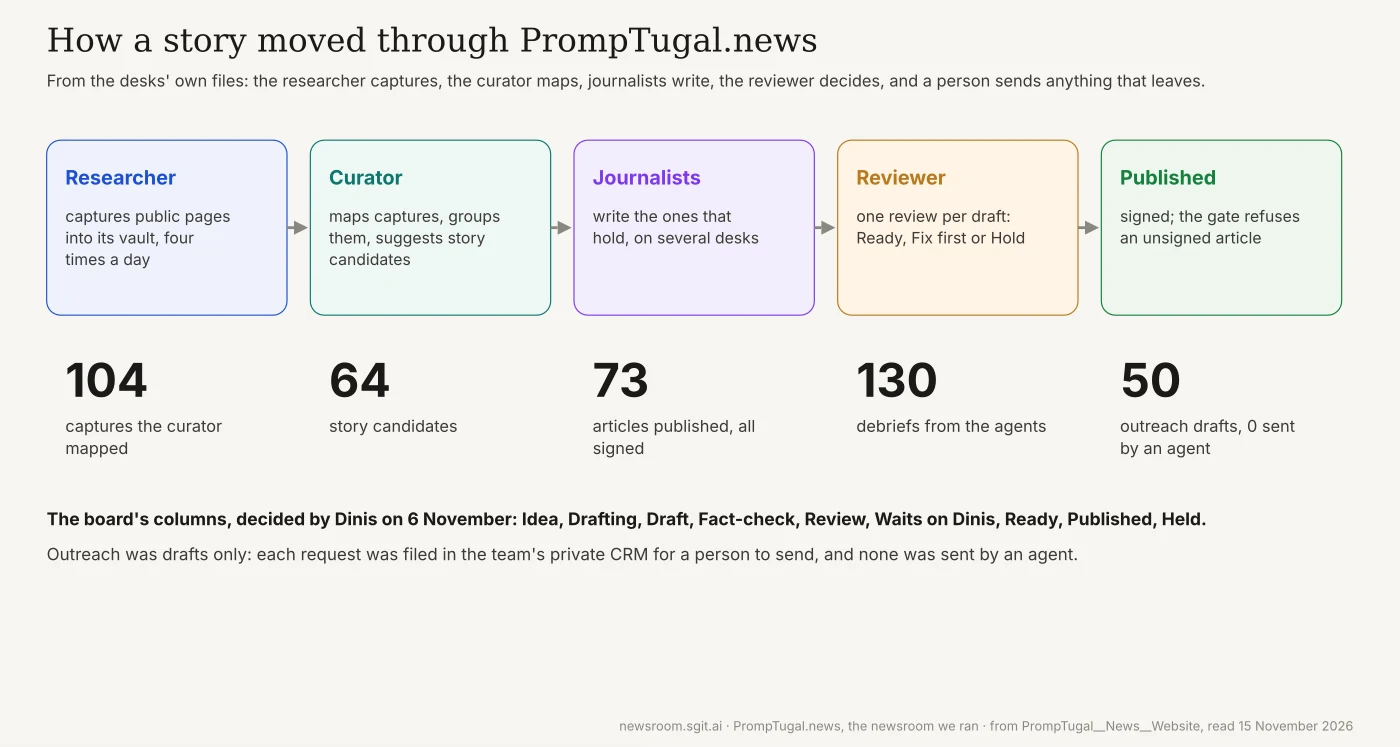 How a story moved through PrompTugal.news
From the desks' own files: the researcher captures, the curator maps, journalists write, the reviewer decides, and a person sends anything that leaves.
Researcher
captures public pages
into its vault, four
times a day
Curator
maps captures, groups
them, suggests story
candidates
Journalists
write the ones that
hold, on several desks
Reviewer
one review per draft:
Ready, Fix first or Hold
Published
signed; the gate refuses
an unsigned article
104
captures the curator
mapped
64
story candidates
73
articles published, all
signed
130
debriefs from the agents
50
outreach drafts, 0 sent
by an agent
The board's columns, decided by Dinis on 6 November: Idea, Drafting, Draft, Fact-check, Review, Waits on Dinis, Ready, Published, Held.
Outreach was drafts only: each request was filed in the team's private CRM for a person to send, and none was sent by an agent.
newsroom.sgit.ai · PrompTugal.news, the newsroom we ran · from PrompTugal__News__Website, read 15 November 2026